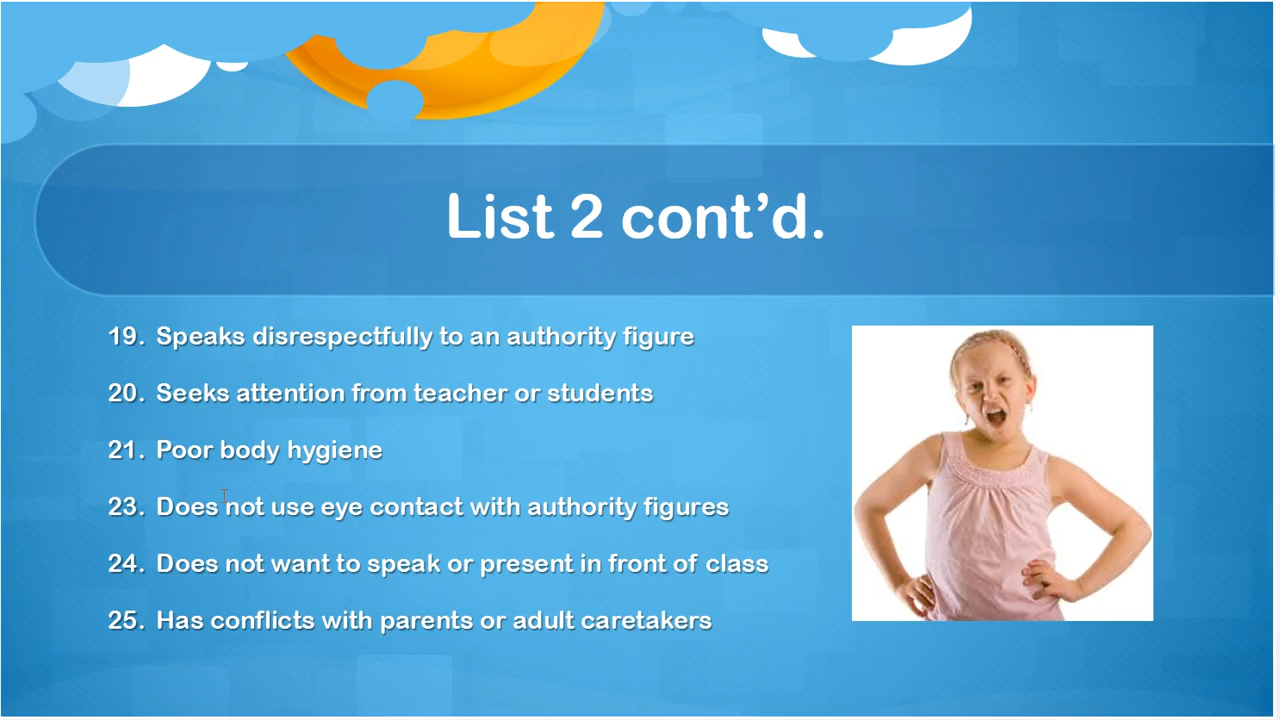 List 2 cont’d.
19. Speaks disrespectfully to an authority figure
20. Seeks attention from teacher or students
21. Poor body hygiene
23. Does not use eye contact with authority figures
24. Does not want to speak or present in front of class
25. Has conflicts with parents or adult caretakers